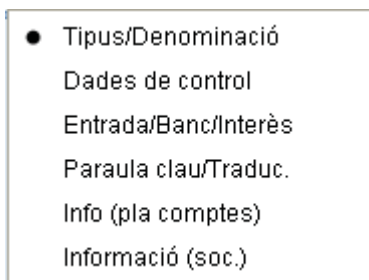 Tipus/Denominació
Dades de control
Entrada/Banc/Interès
Paraula clau/Traduc.
Info (pla comptes)
Informació (soc.)